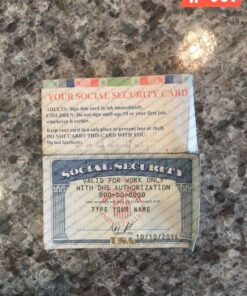 YOUR SOCIAL SECURITY CARD
ADULTS: Sign this card in ink immediately.
CHILDREN: Do not sign until age 18 or your first job,
whichever is earlier.
Keep your card in a safe place to prevent loss or theft.
DO NOT CARRY THIS CARD WITH YOU.
Do not laminate.
SOCIAL SECURITY
VALID FOR WORK ONLY
WITH DHS AUTHORIZATION
000-00-0000
TYPE YOUR NAME
USA
10/10/2014